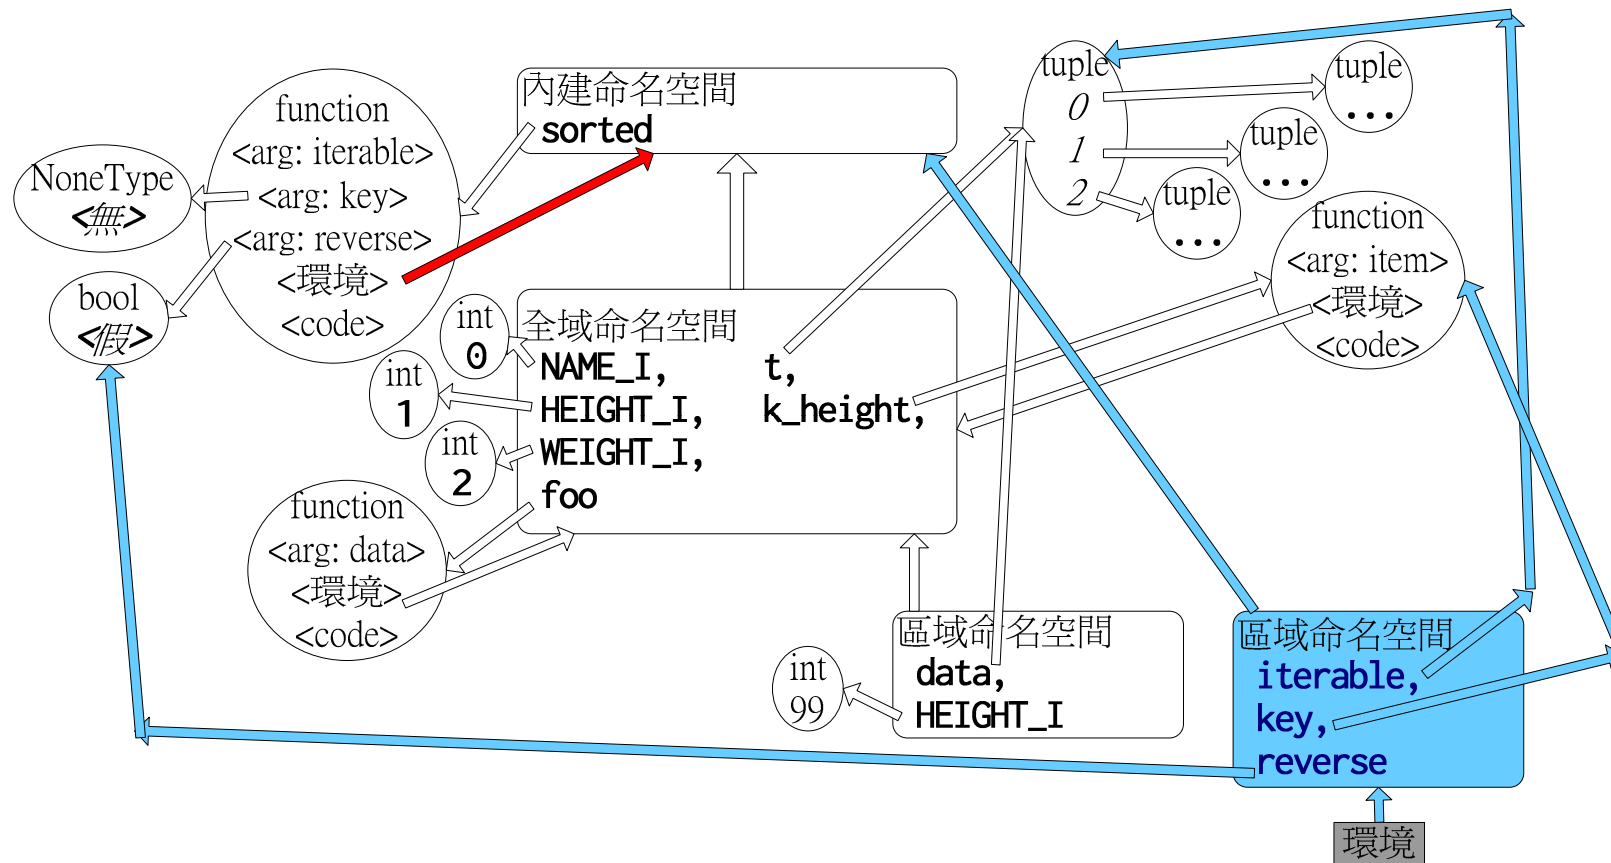 function
<arg: iterable>
<arg: key>
<arg: reverse>
<環境>
<code>
NoneType
<無>
bool
<假>
內建命名空間
sorted
tuple
0
1
2
tuple
...
tuple
...
tuple
...
function
<arg: item>
<環境>
<code>
int
0
int
1
int
2
全域命名空間
NAME_I, t,
HEIGHT_I, k_height,
WEIGHT_I,
foo
function
<arg: data>
<環境>
<code>
int
99
區域命名空間
data,
HEIGHT_I
區域命名空間
iterable,
key,
reverse
環境